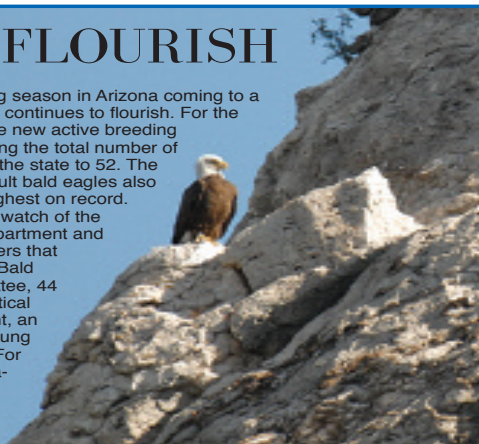 FLOURISH
g season in Arizona coming to a
continues to flourish. For the
e new active breeding
ng the total number of
the state to 52. The
ult bald eagles also
ghest on record.
watch of the
partment and
ers that
Bald
ttee, 44
tical
t, an
ung
For
a-